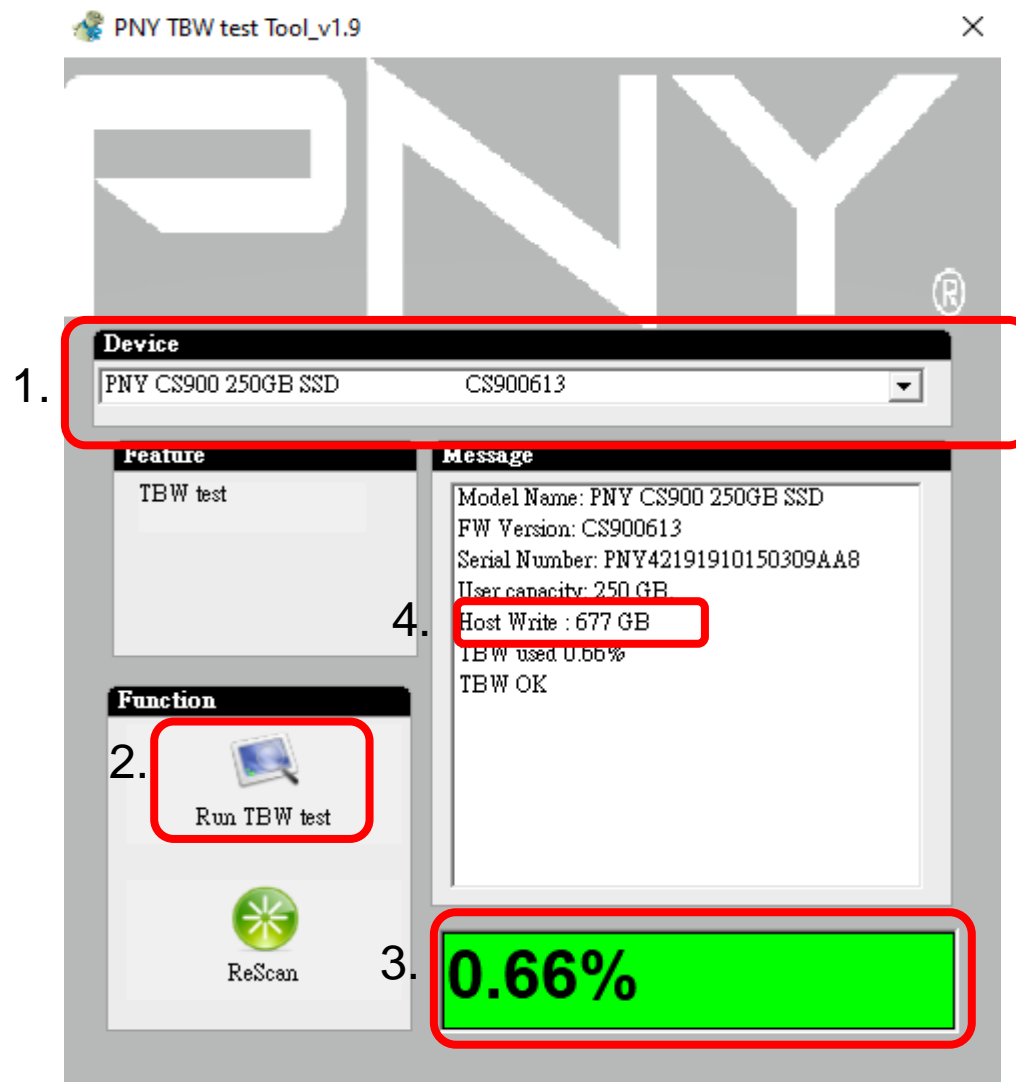 PNY TBW test Tool_v1.9
PNY®
Device
1.
PNY CS900 250GB SSD CS900613
Feature
TBW test
Message
Model Name: PNY CS900 250GB SSD
FW Version: CS900613
Serial Number: PNY42191910150309AA8
User capacity: 250 GB.
4.
Host Write : 677 GB
TBW used 0.66%
TBW OK
Function
2.
Run TBW test
ReScan
3.
0.66%